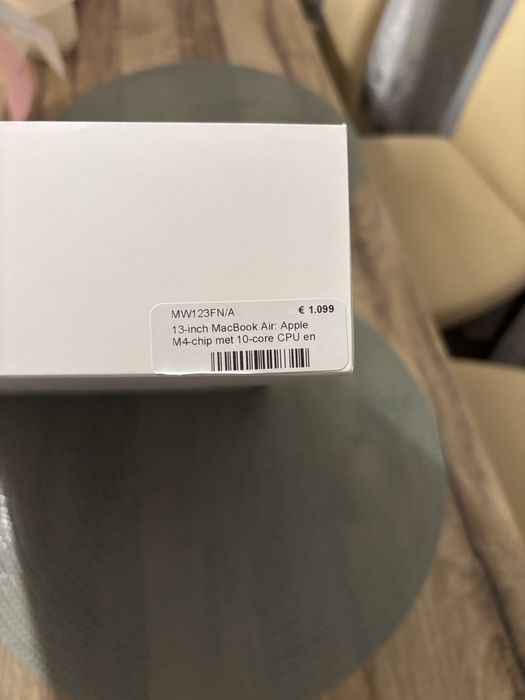 MW123FN/A € 1.099
13-inch MacBook Air: Apple
M4-chip met 10-core CPU en